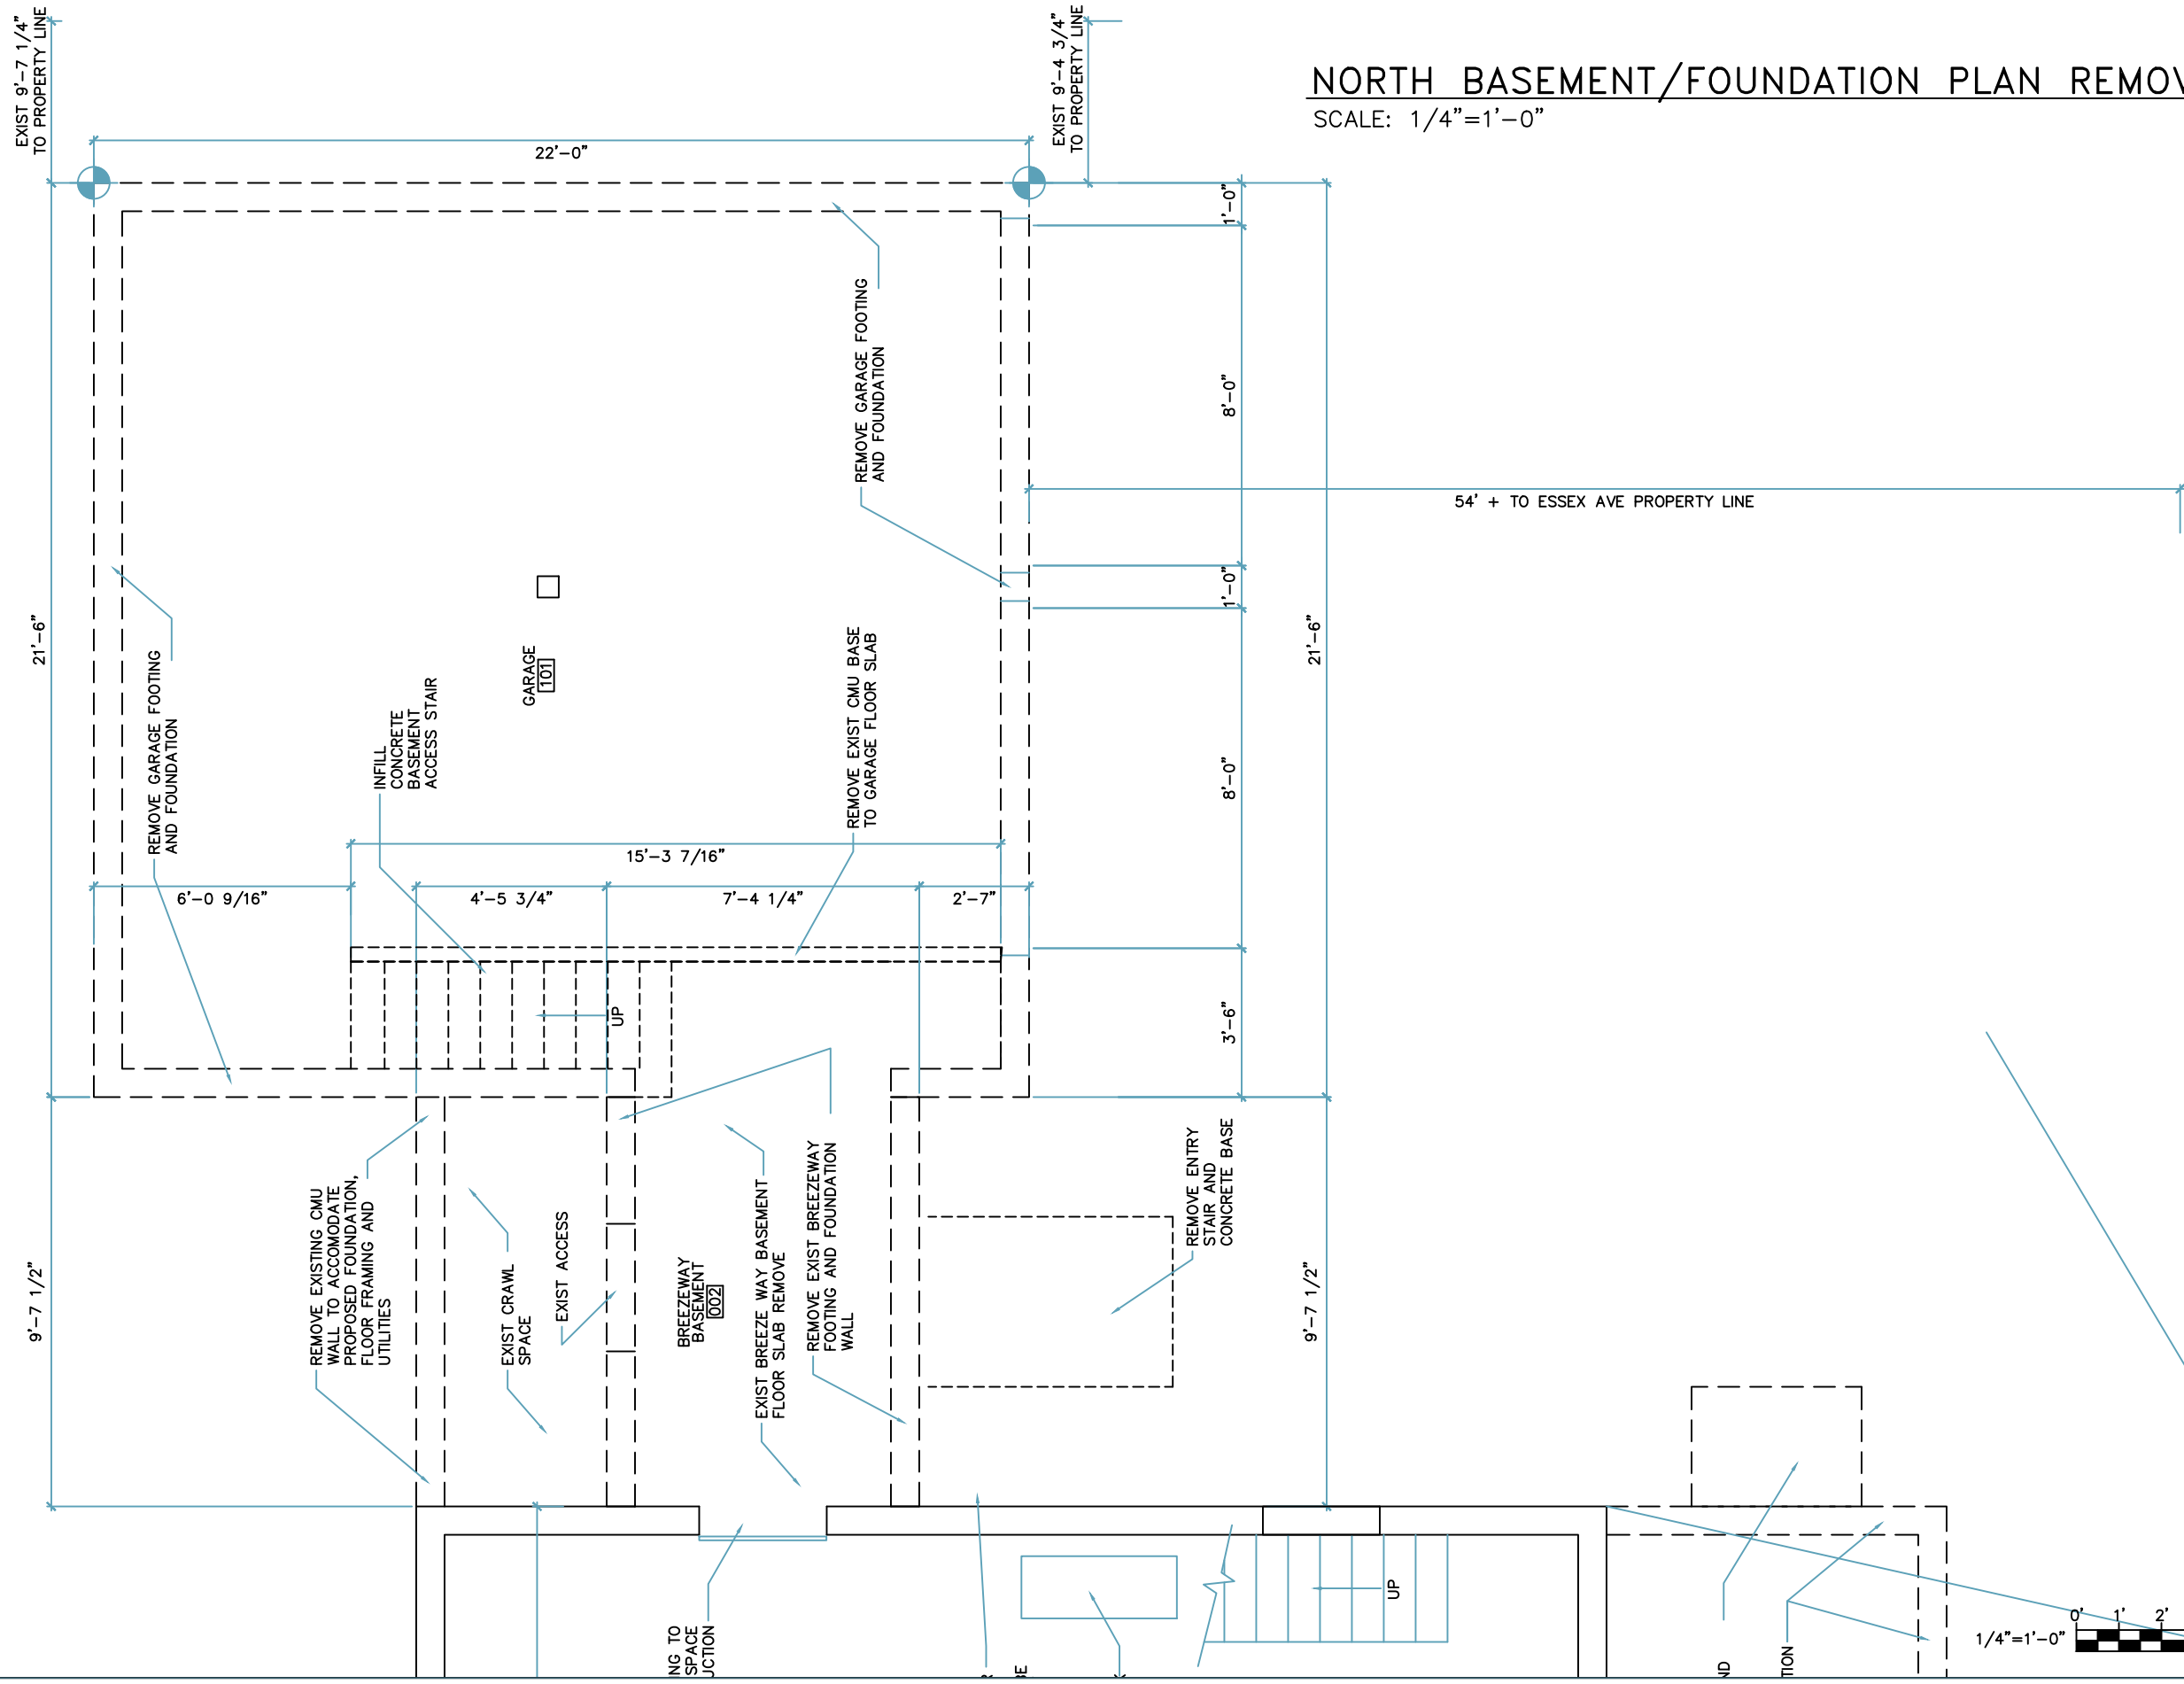 EXIST 9'-7 1/4"
TO PROPERTY LINE
EXIST 9'-4 3/4"
TO PROPERTY LINE
NORTH BASEMENT/FOUNDATION PLAN
SCALE: 1/4"=1'-0"
22'-0"
1'-0"
8'-0"
REMOVE GARAGE FOOTING
AND FOUNDATION
54' + TO ESSEX AVE PROPERTY LINE
1'-0"
21'-6"
21'-6"
GARAGE
101
REMOVE GARAGE FOOTING
AND FOUNDATION
INFILL
CONCRETE
BASEMENT
ACCESS STAIR
REMOVE EXIST CMU BASE
TO GARAGE FLOOR SLAB
8'-0"
15'-3 7/16"
6'-0 9/16"
4'-5 3/4"
7'-4 1/4"
2'-7"
UP
3'-6"
REMOVE EXISTING CMU
WALL TO ACCOMODATE
PROPOSED FOUNDATION,
FLOOR FRAMING AND
UTILITIES
EXIST CRAWL
SPACE
EXIST ACCESS
BREEZEWAY
BASEMENT
002
EXIST BREEZE WAY BASEMENT
FLOOR SLAB REMOVE
REMOVE EXIST BREEZEWAY
FOOTING AND FOUNDATION
WALL
REMOVE ENTRY
STAIR AND
CONCRETE BASE
9'-7 1/2"
9'-7 1/2"
UP
NG TO
SPACE
UCTION
ND
TION
1/4"=1'-0"
0' 1' 2'